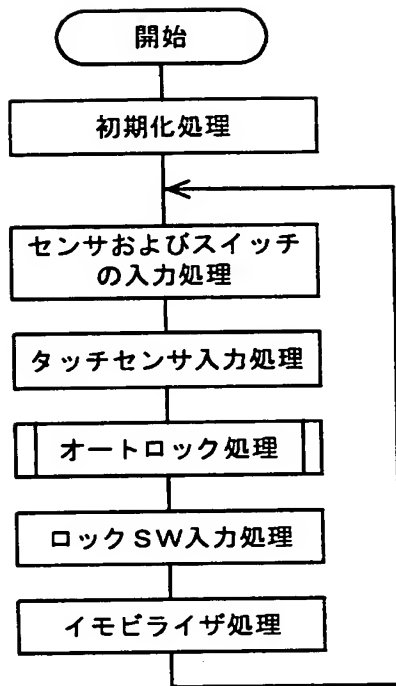 開始
初期化処理
センサおよびスイッチ
の入力処理
タッチセンサ入力処理
オートロック処理
ロックSW入力処理
イモビライザ処理